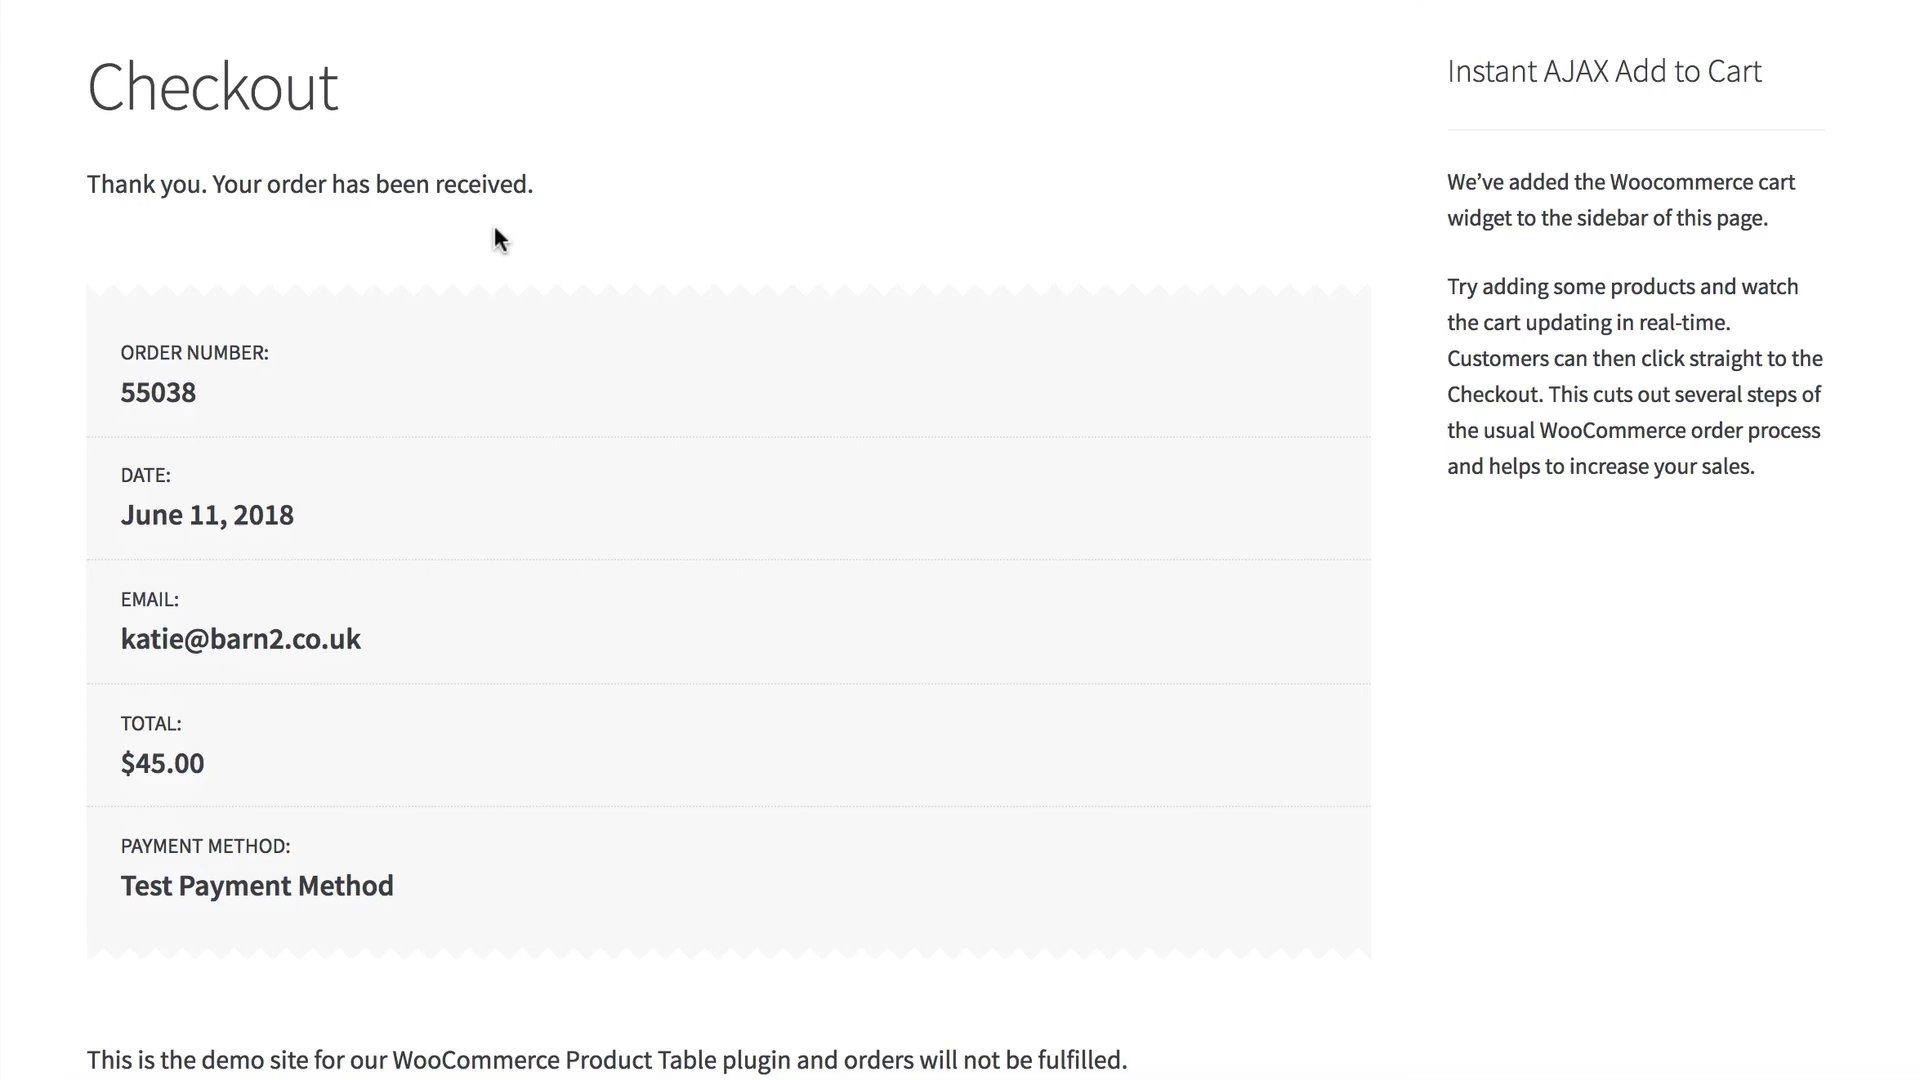 Checkout
Thank you. Your order has been received.
ORDER NUMBER:
55038
DATE:
June 11, 2018
EMAIL:
katie@barn2.co.uk
TOTAL:
$45.00
PAYMENT METHOD:
Test Payment Method
This is the demo site for our WooCommerce Product Table plugin and orders will not be fulfilled.
Instant AJAX Add to Cart
We’ve added the Woocommerce cart
widget to the sidebar of this page.
Try adding some products and watch
the cart updating in real-time.
Customers can then click straight to the
Checkout. This cuts out several steps of
the usual WooCommerce order process
and helps to increase your sales.